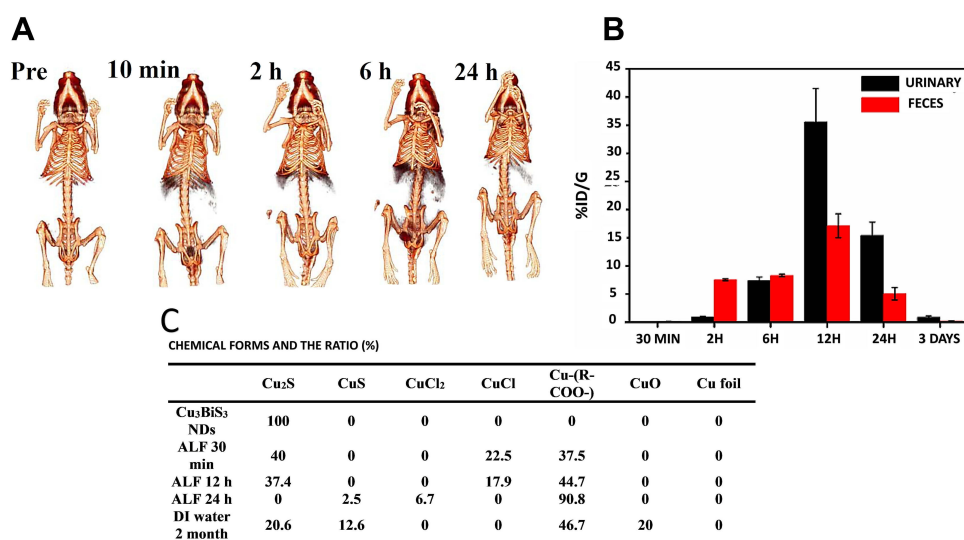 A
Pre 10 min 2 h 6 h 24 h
B
45
40
35
30
25
20
15
10
5
0
%ID/G
URINARY
FECES
30 MIN 2H 6H 12H 24H 3 DAYS
C
CHEMICAL FORMS AND THE RATIO (%)
Cu₂S CuS CuCl₂ CuCl Cu-(R-COO-) CuO Cu foil
Cu₃BiS₃ NDs 100 0 0 0 0 0 0
ALF 30 min 40 0 0 22.5 37.5 0 0
ALF 12 h 37.4 0 0 17.9 44.7 0 0
ALF 24 h 0 2.5 6.7 0 90.8 0 0
DI water 2 month 20.6 12.6 0 0 46.7 20 0